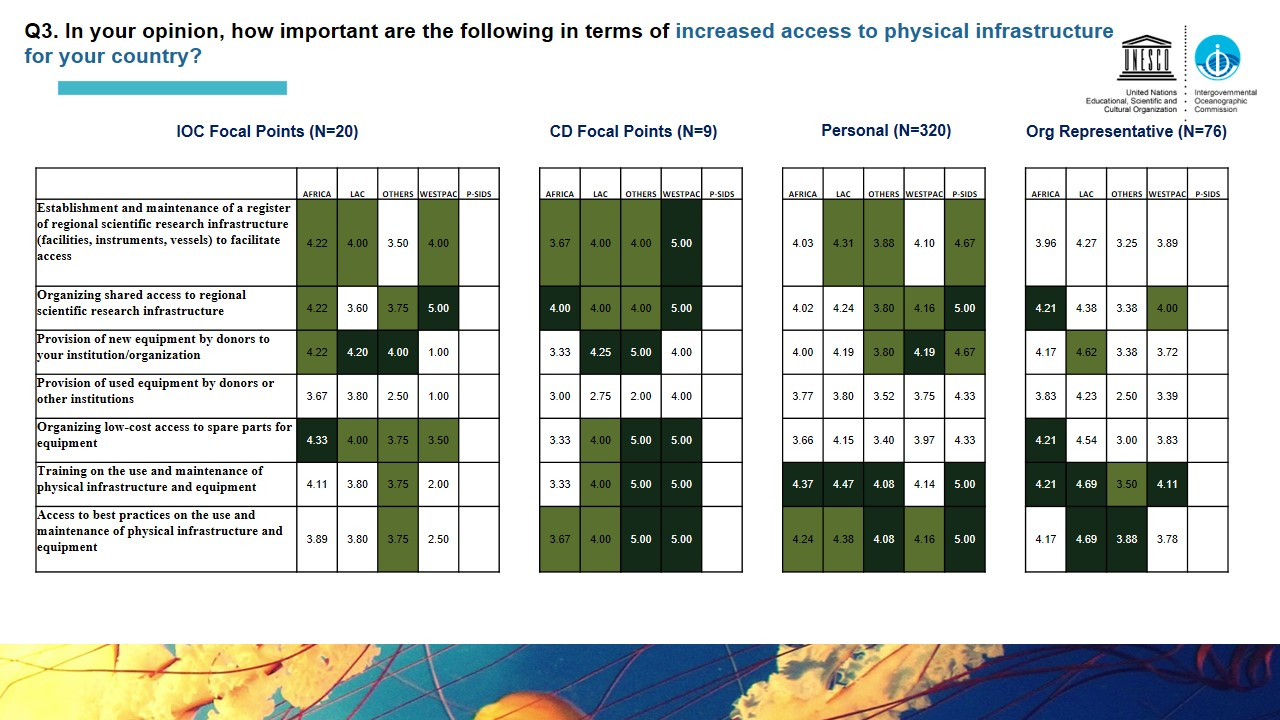 Q3. In your opinion, how important are the following in terms of increased access to physical infrastructure
for your country?
UNESCO
United Nations
Educational, Scientific and
Cultural Organization
Intergovernmental
Oceanographic
Commission
IOC Focal Points (N=20)
CD Focal Points (N=9)
Personal (N=320)
Org Representative (N=76)
AFRICA LAC OTHERS WESTPAC P-SIDS AFRICA LAC OTHERS WESTPAC P-SIDS AFRICA LAC OTHERS WESTPAC P-SIDS AFRICA LAC OTHERS WESTPAC P-SIDS
Establishment and maintenance of a register
of regional scientific research infrastructure
(facilities, instruments, vessels) to facilitate
access
4.22 4.00 3.50 4.00 3.67 4.00 4.00 5.00 4.03 4.31 3.88 4.10 4.67 3.96 4.27 3.25 3.89
Organizing shared access to regional
scientific research infrastructure
4.22 3.60 3.75 5.00 4.00 4.00 4.00 5.00 4.02 4.24 3.80 4.16 5.00 4.21 4.38 3.38 4.00
Provision of new equipment by donors to
your institution/organization
4.22 4.20 4.00 1.00 3.33 4.25 5.00 4.00 4.00 4.19 3.80 4.19 4.67 4.17 4.62 3.38 3.72
Provision of used equipment by donors or
other institutions
3.67 3.80 2.50 1.00 3.00 2.75 2.00 4.00 3.77 3.80 3.52 3.75 4.33 3.83 4.23 2.50 3.39
Organizing low-cost access to spare parts for
equipment
4.33 4.00 3.75 3.50 3.33 4.00 5.00 5.00 3.66 4.15 3.40 3.97 4.33 4.21 4.54 3.00 3.83
Training on the use and maintenance of
physical infrastructure and equipment
4.11 3.80 3.75 2.00 3.33 4.00 5.00 5.00 4.37 4.47 4.08 4.14 5.00 4.21 4.69 3.50 4.11
Access to best practices on the use and
maintenance of physical infrastructure and
equipment
3.89 3.80 3.75 2.50 3.67 4.00 5.00 5.00 4.24 4.38 4.08 4.16 5.00 4.17 4.69 3.88 3.78